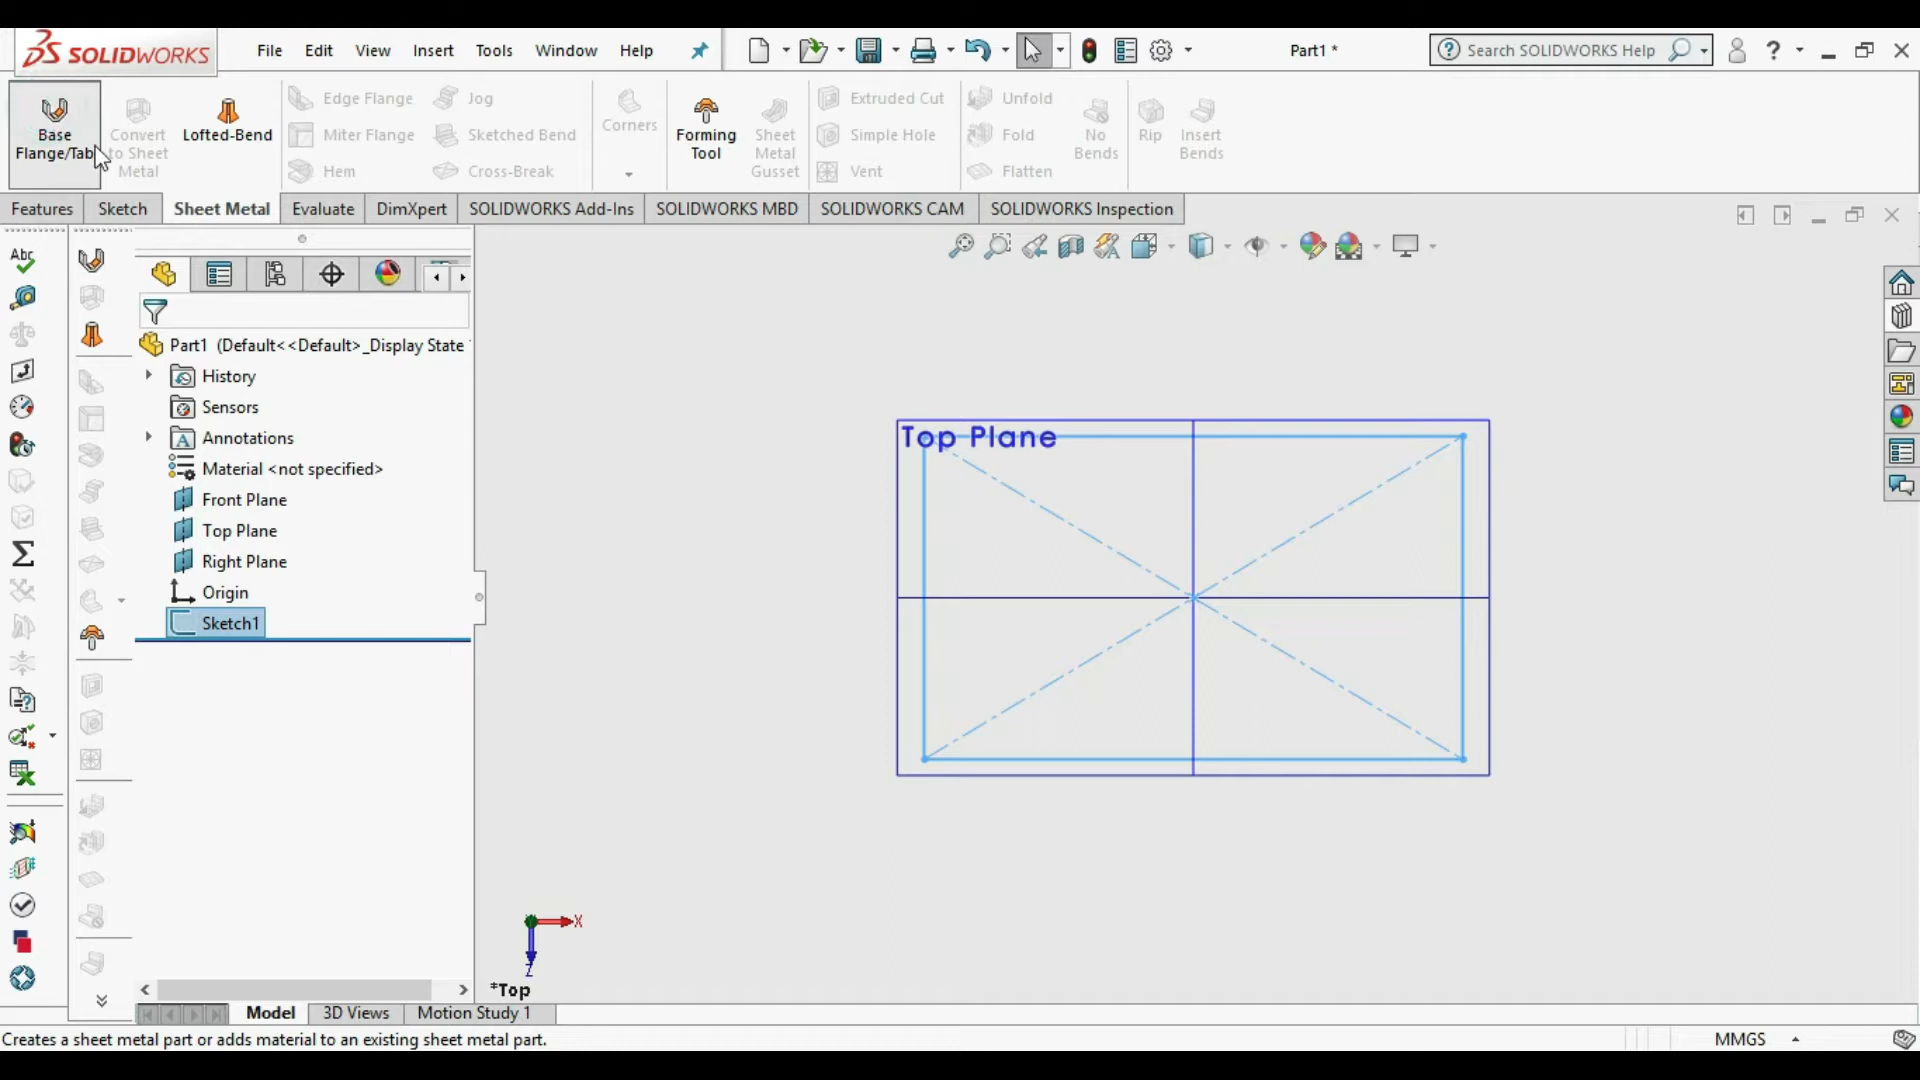 SOLIDWORKS
File Edit View Insert Tools Window Help
Part1 *
Search SOLIDWORKS Help
Base Flange/Tab
Convert to Sheet Metal
Lofted-Bend
Edge Flange
Miter Flange
Hem
Jog
Sketched Bend
Cross-Break
Corners
Forming Tool
Sheet Metal Gusset
Extruded Cut
Simple Hole
Vent
Unfold
Fold
Flatten
No Bends
Rip
Insert Bends
Features Sketch Sheet Metal Evaluate DimXpert SOLIDWORKS Add-Ins SOLIDWORKS MBD SOLIDWORKS CAM SOLIDWORKS Inspection
Abc
Part1 (Default<<Default>_Display State
History
Sensors
Annotations
Material <not specified>
Front Plane
Top Plane
Right Plane
Origin
Sketch1
Top Plane
X
Z
*Top
Model 3D Views Motion Study 1
Creates a sheet metal part or adds material to an existing sheet metal part.
MMGS